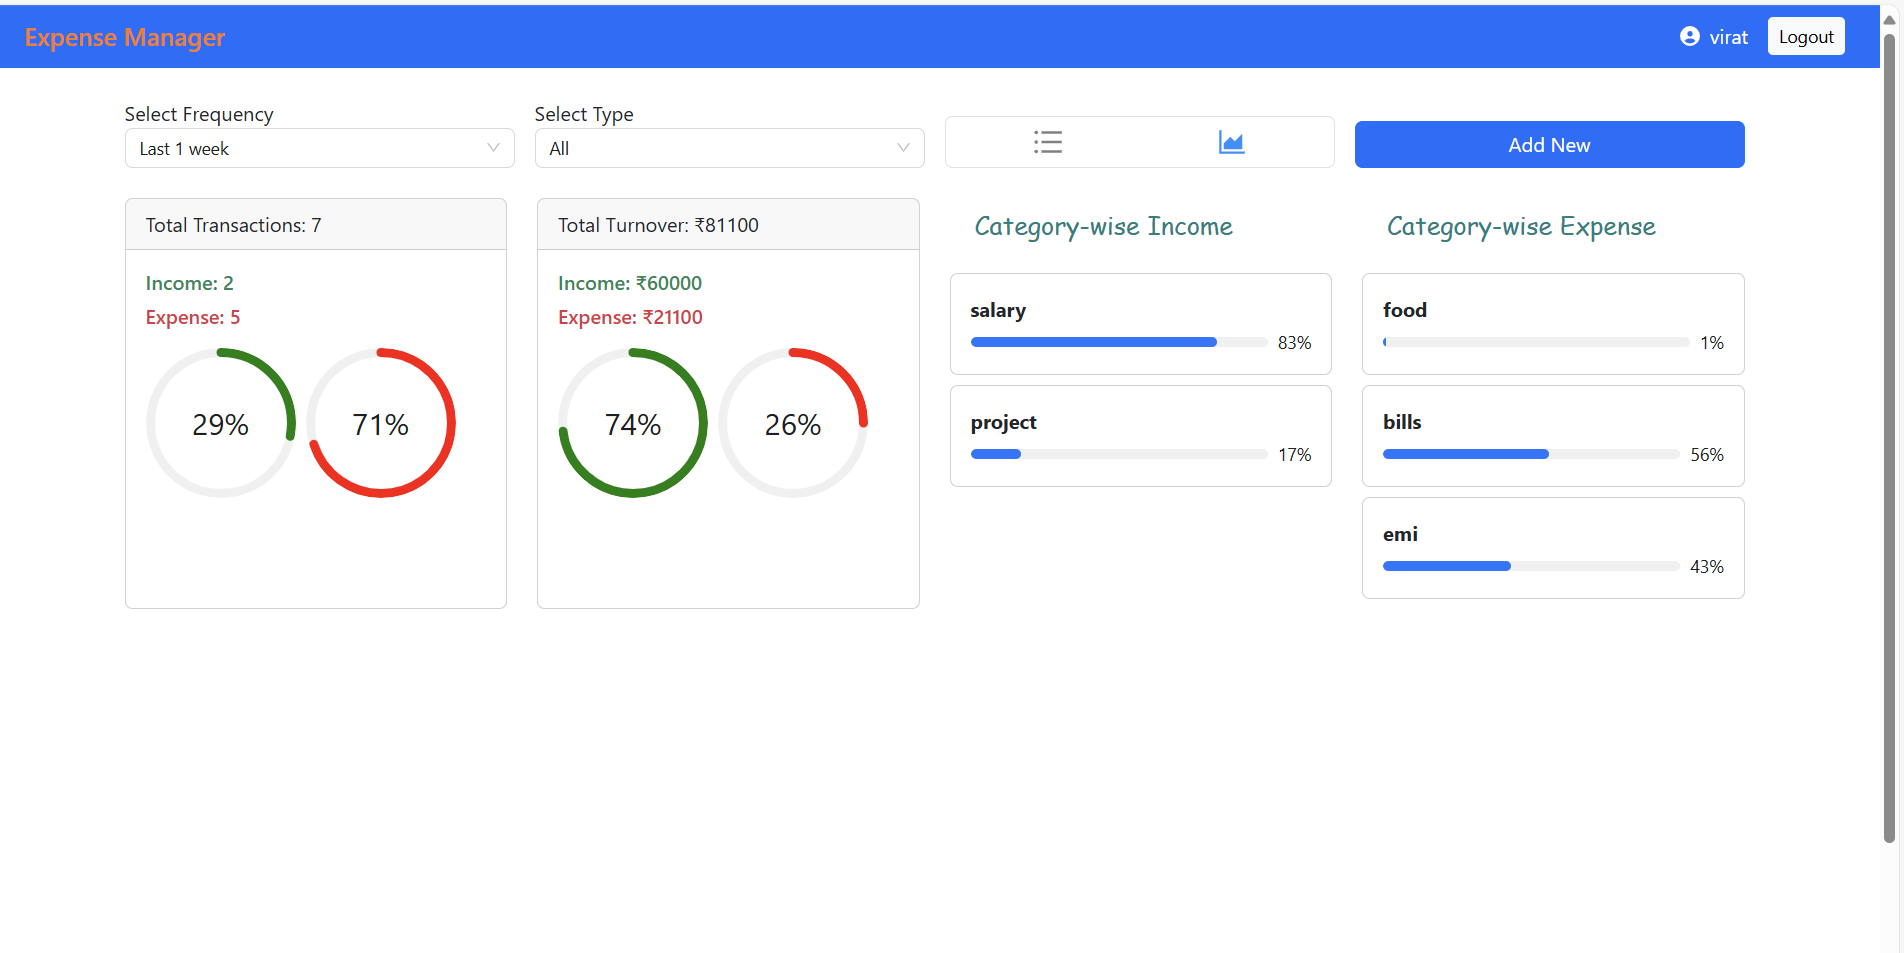 Expense Manager
virat
Logout
Select Frequency
Last 1 week
Select Type
All
Add New
Total Transactions: 7
Income: 2
Expense: 5
29%
71%
Total Turnover: ₹81100
Income: ₹60000
Expense: ₹21100
74%
26%
Category-wise Income
salary
83%
project
17%
Category-wise Expense
food
1%
bills
56%
emi
43%